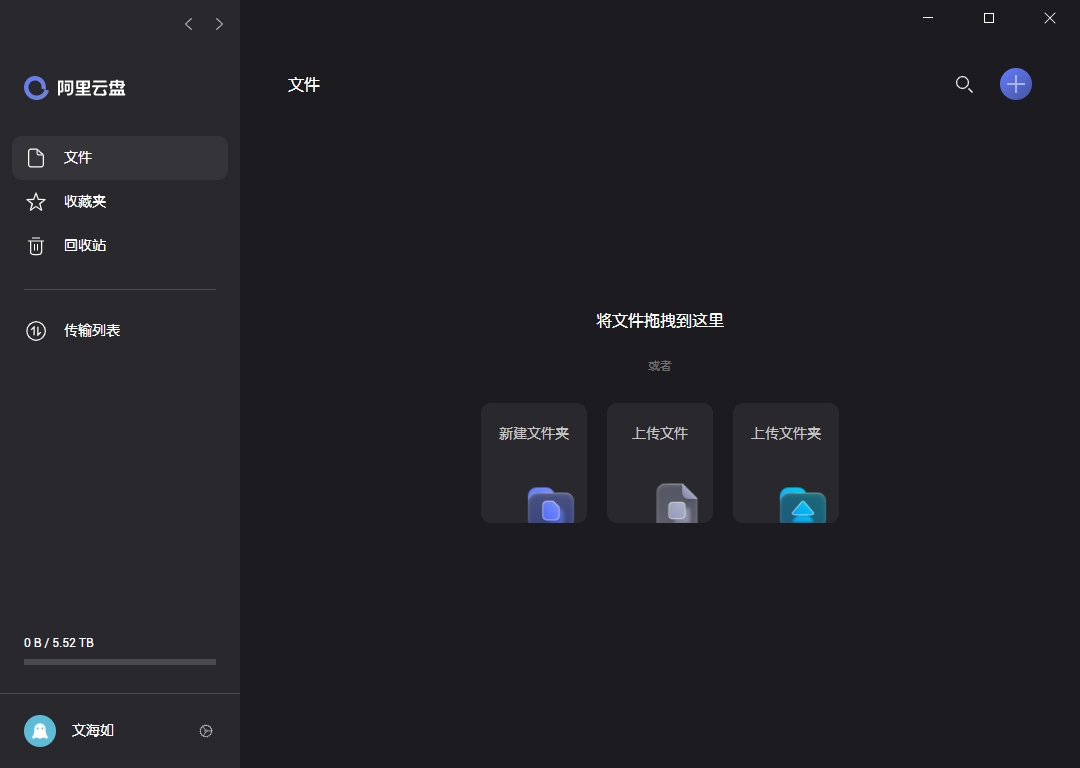 阿里云盘
文件
收藏夹
回收站
传输列表
0 B / 5.52 TB
文海如
文件
将文件拖拽到这里
或者
新建文件夹
上传文件
上传文件夹